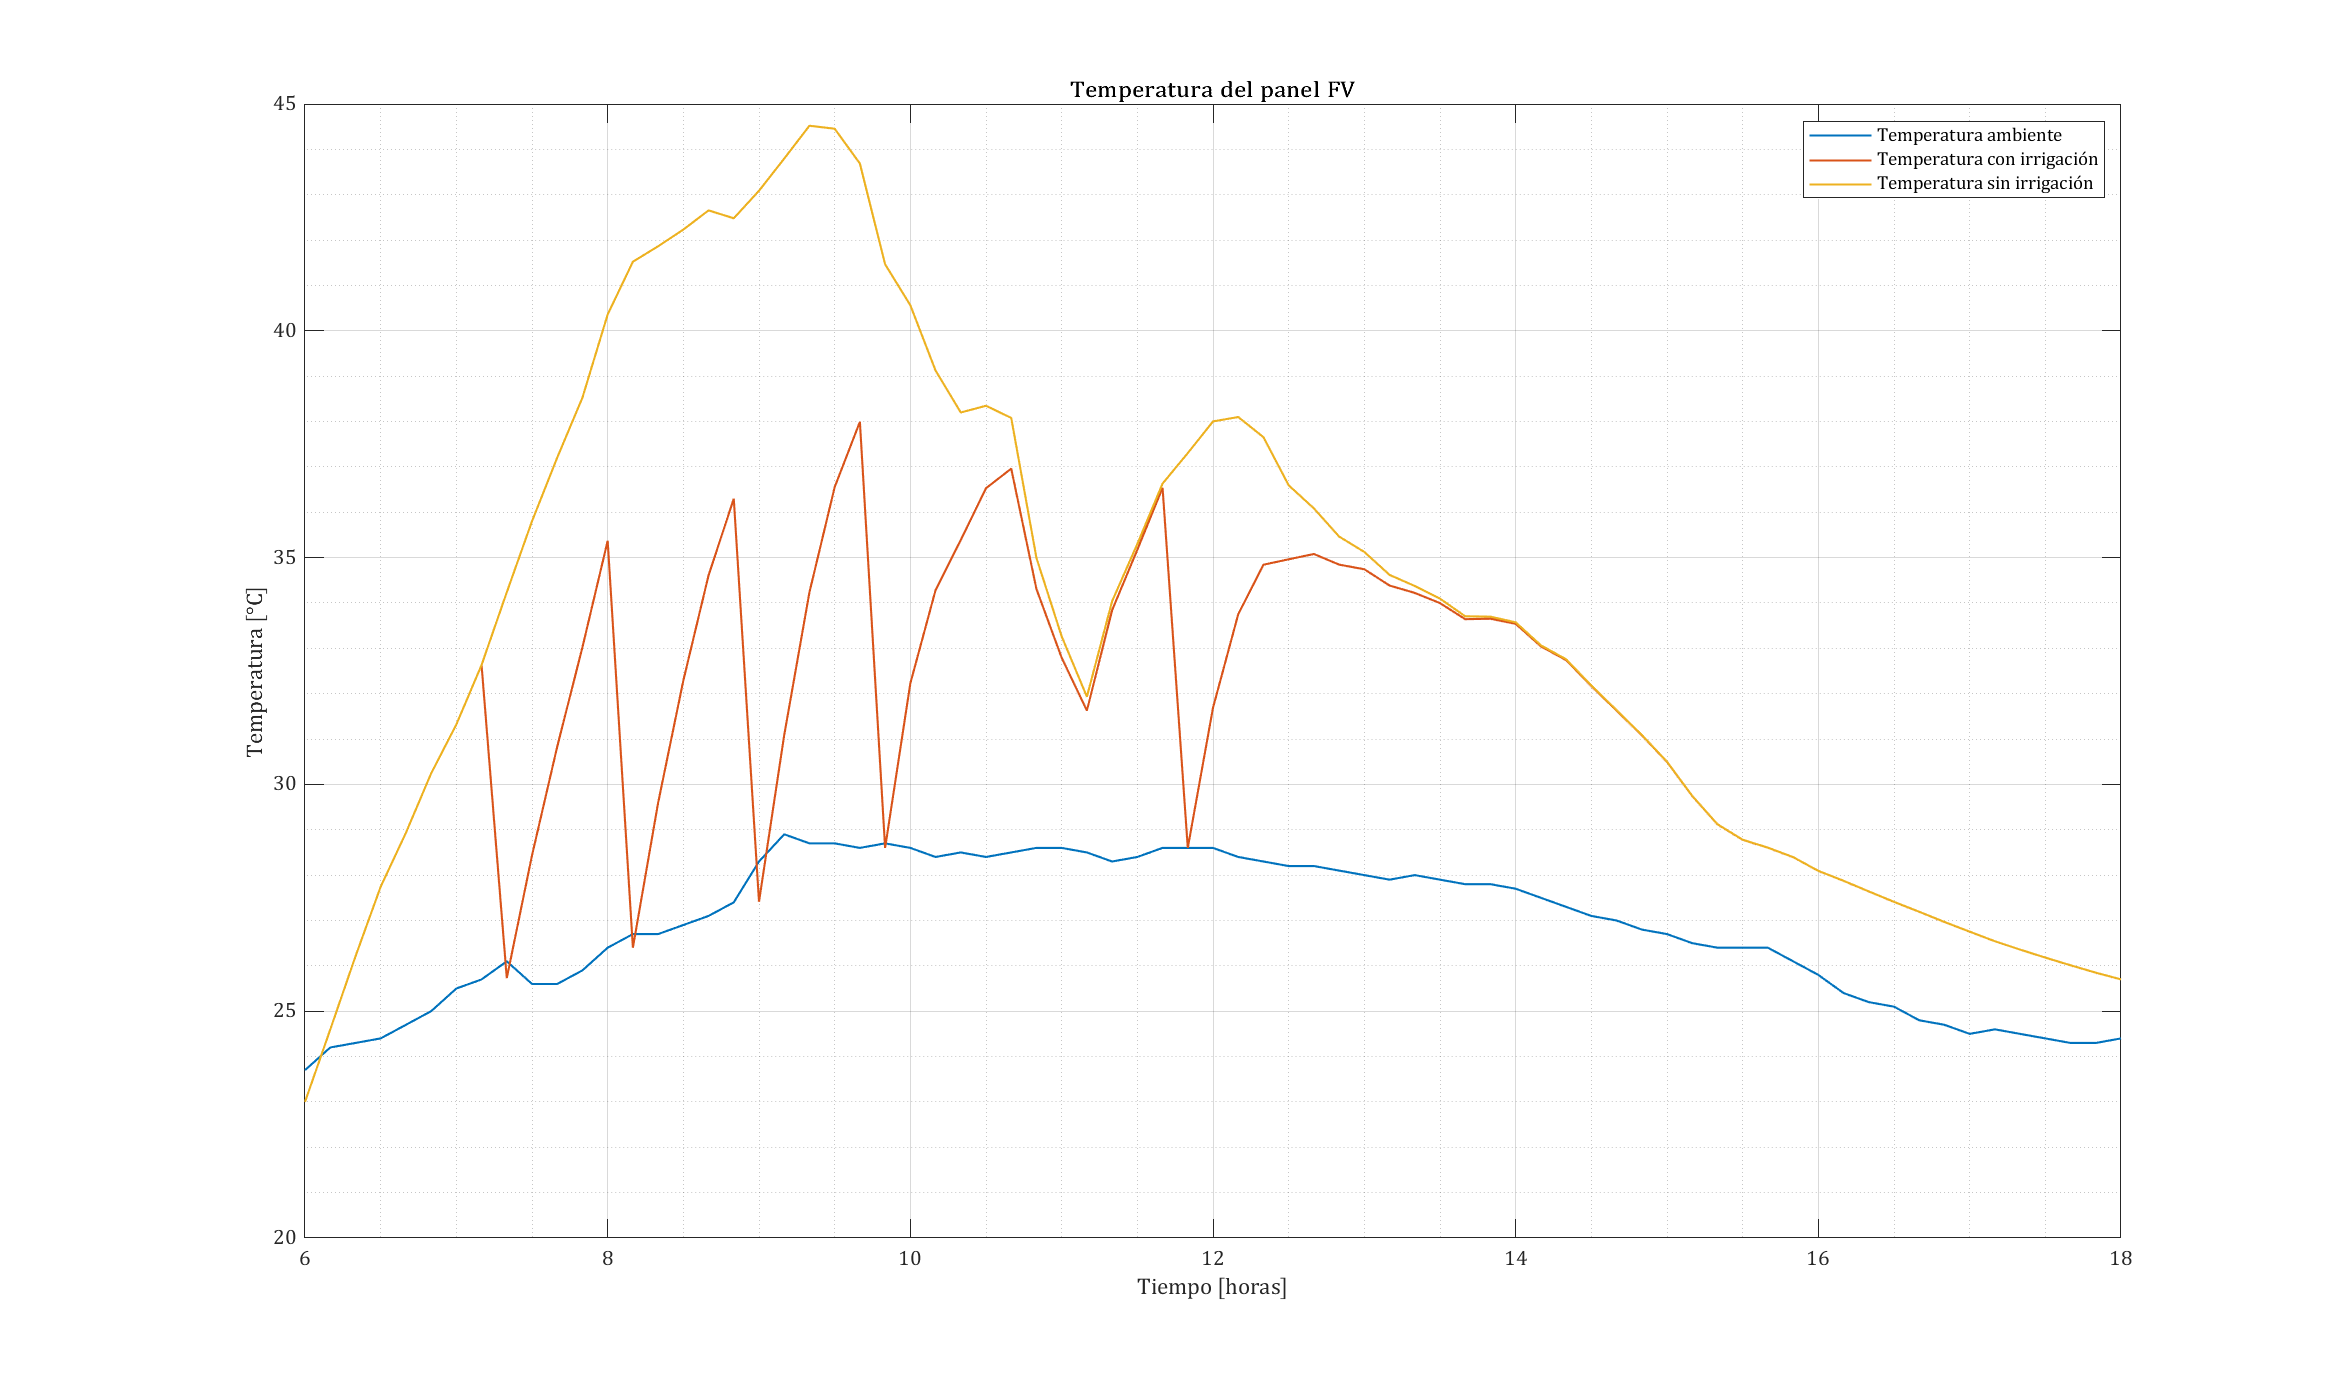 Temperatura del panel FV
Temperatura ambiente
Temperatura con irrigación
Temperatura sin irrigación
45
40
35
30
25
20
Temperatura [°C]
6 8 10 12 14 16 18
Tiempo [horas]